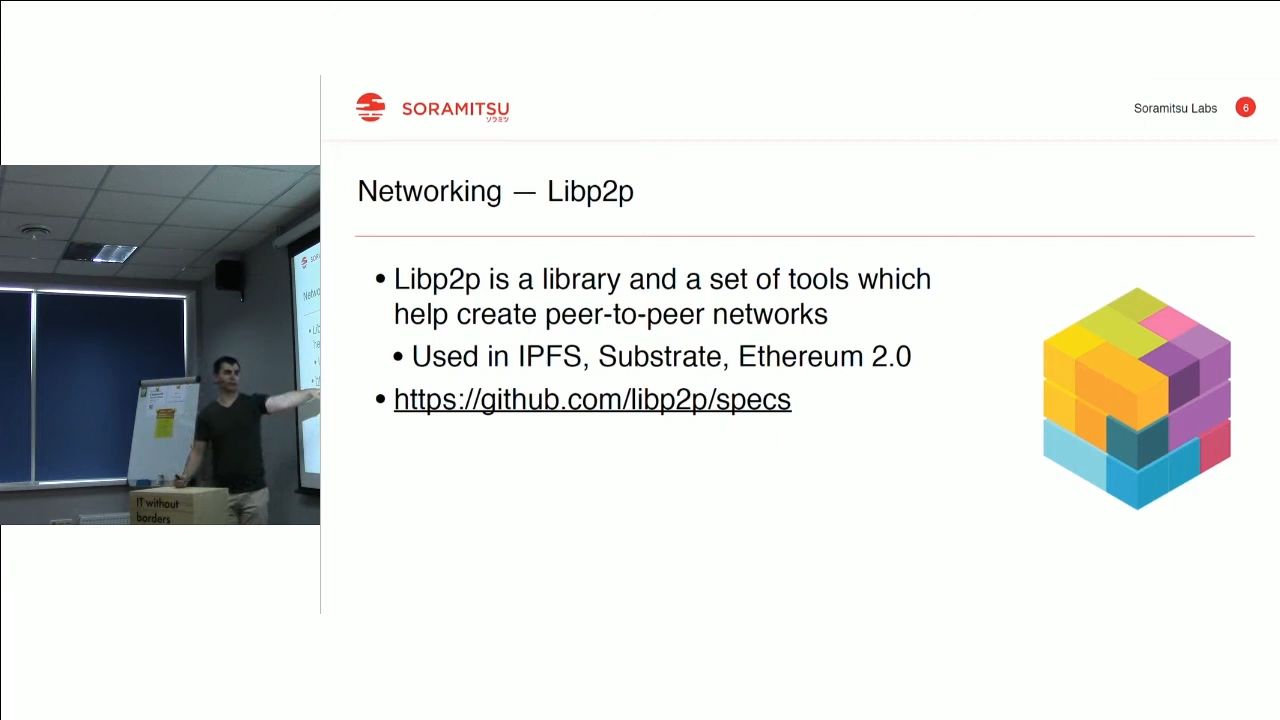 SORAMITSU
ソラミツ
Soramitsu Labs
6
Networking — Libp2p
• Libp2p is a library and a set of tools which
help create peer-to-peer networks
• Used in IPFS, Substrate, Ethereum 2.0
• https://github.com/libp2p/specs
IT without
borders